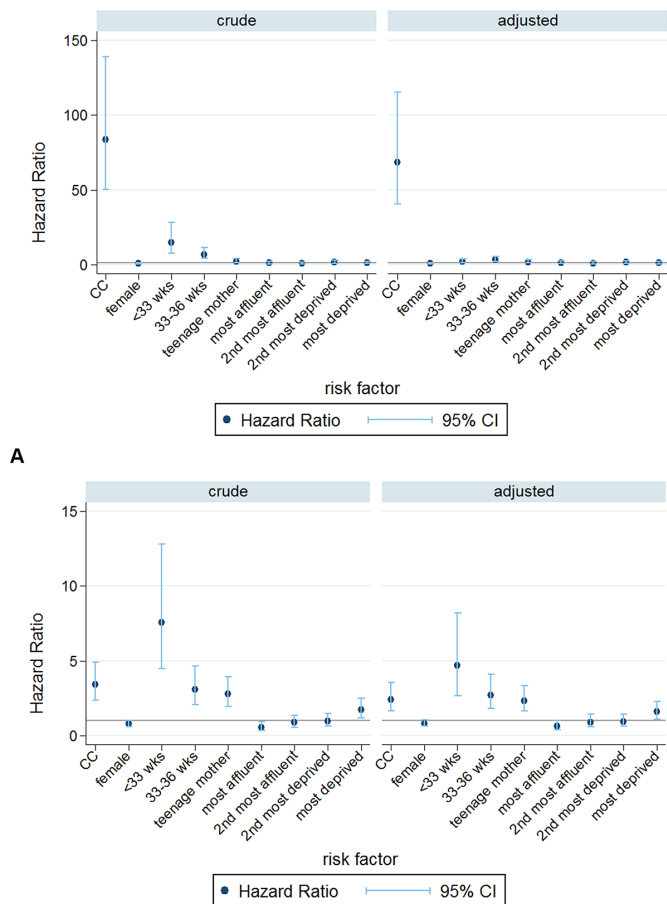 crude
adjusted
150
100
50
0
Hazard Ratio
CC
female
<33 wks
33-36 wks
teenage mother
most affluent
2nd most affluent
2nd most deprived
most deprived
CC
female
<33 wks
33-36 wks
teenage mother
most affluent
2nd most affluent
2nd most deprived
most deprived
risk factor
Hazard Ratio 95% CI
A
crude
adjusted
15
10
5
0
Hazard Ratio
CC
female
<33 wks
33-36 wks
teenage mother
most affluent
2nd most affluent
2nd most deprived
most deprived
CC
female
<33 wks
33-36 wks
teenage mother
most affluent
2nd most affluent
2nd most deprived
most deprived
risk factor
Hazard Ratio 95% CI